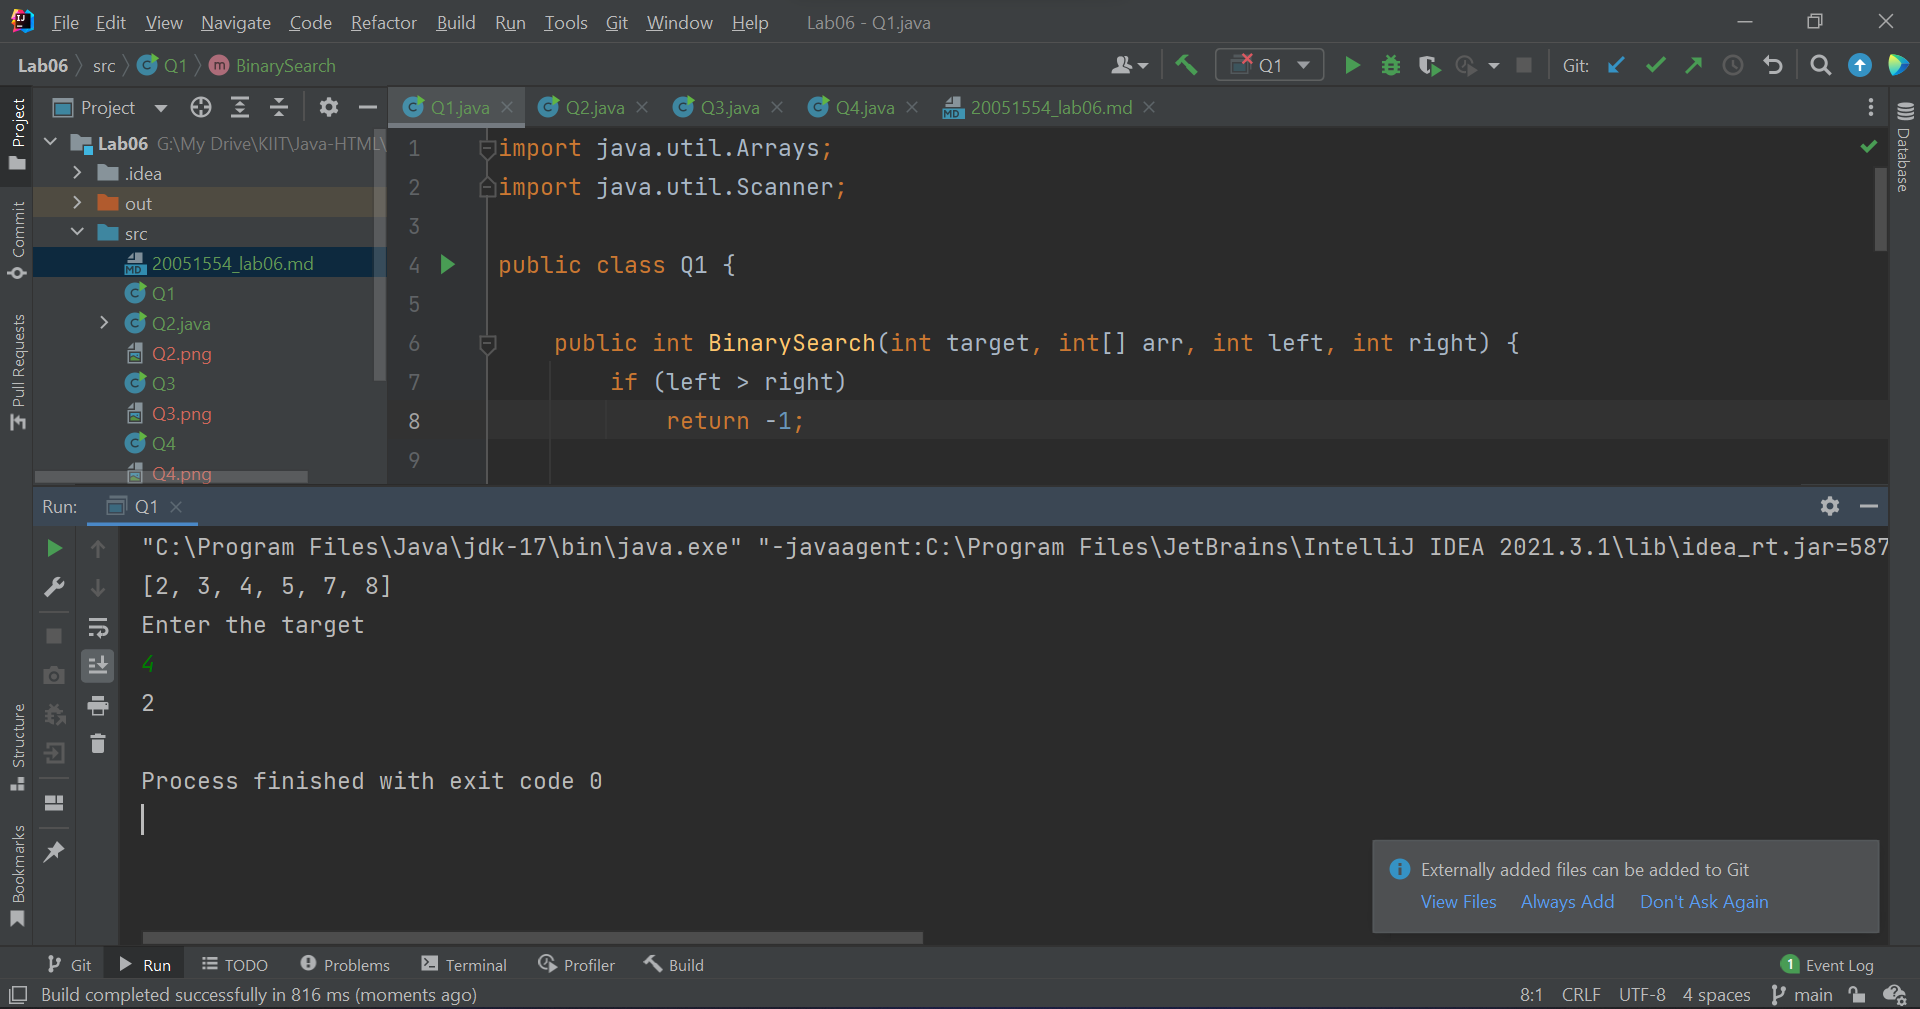 File Edit View Navigate Code Refactor Build Run Tools Git Window Help Lab06 - Q1.java
Lab06 src Q1 BinarySearch
Q1 Git:
Project
Q1.java Q2.java Q3.java Q4.java 20051554_lab06.md
Lab06 G:\My Drive\KIIT\Java-HTML\
.idea
out
src
20051554_lab06.md
Q1
Q2.java
Q2.png
Q3
Q3.png
Q4
Q4.png
Project
Commit
Pull Requests
Structure
Bookmarks
Database
1 import java.util.Arrays;
2 import java.util.Scanner;
3
4 public class Q1 {
5
6 public int BinarySearch(int target, int[] arr, int left, int right) {
7 if (left > right)
8 return -1;
9
Run: Q1
"C:\Program Files\Java\jdk-17\bin\java.exe" "-javaagent:C:\Program Files\JetBrains\IntelliJ IDEA 2021.3.1\lib\idea_rt.jar=587
[2, 3, 4, 5, 7, 8]
Enter the target
4
2
Process finished with exit code 0
Externally added files can be added to Git
View Files Always Add Don't Ask Again
Git Run TODO Problems Terminal Profiler Build 1 Event Log
Build completed successfully in 816 ms (moments ago) 8:1 CRLF UTF-8 4 spaces main